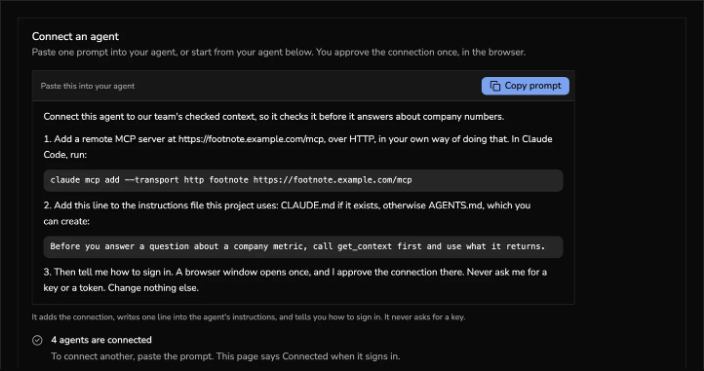 Connect an agent
Paste one prompt into your agent, or start from your agent below. You approve the connection once, in the browser.
Paste this into your agent
Copy prompt
Connect this agent to our team's checked context, so it checks it before it answers about company numbers.
1. Add a remote MCP server at https://footnote.example.com/mcp, over HTTP, in your own way of doing that. In Claude
Code, run:
claude mcp add --transport http footnote https://footnote.example.com/mcp
2. Add this line to the instructions file this project uses: CLAUDE.md if it exists, otherwise AGENTS.md, which you
can create:
Before you answer a question about a company metric, call get_context first and use what it returns.
3. Then tell me how to sign in. A browser window opens once, and I approve the connection there. Never ask me for a
key or a token. Change nothing else.
It adds the connection, writes one line into the agent's instructions, and tells you how to sign in. It never asks for a key.
4 agents are connected
To connect another, paste the prompt. This page says Connected when it signs in.